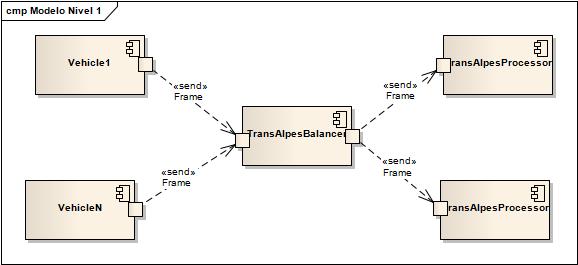 cmp Modelo Nivel 1
Vehicle1
TransAlpesProcessor
«send»
Frame
«send»
Frame
TransAlpesBalancer
«send»
Frame
«send»
Frame
VehicleN
TransAlpesProcessor